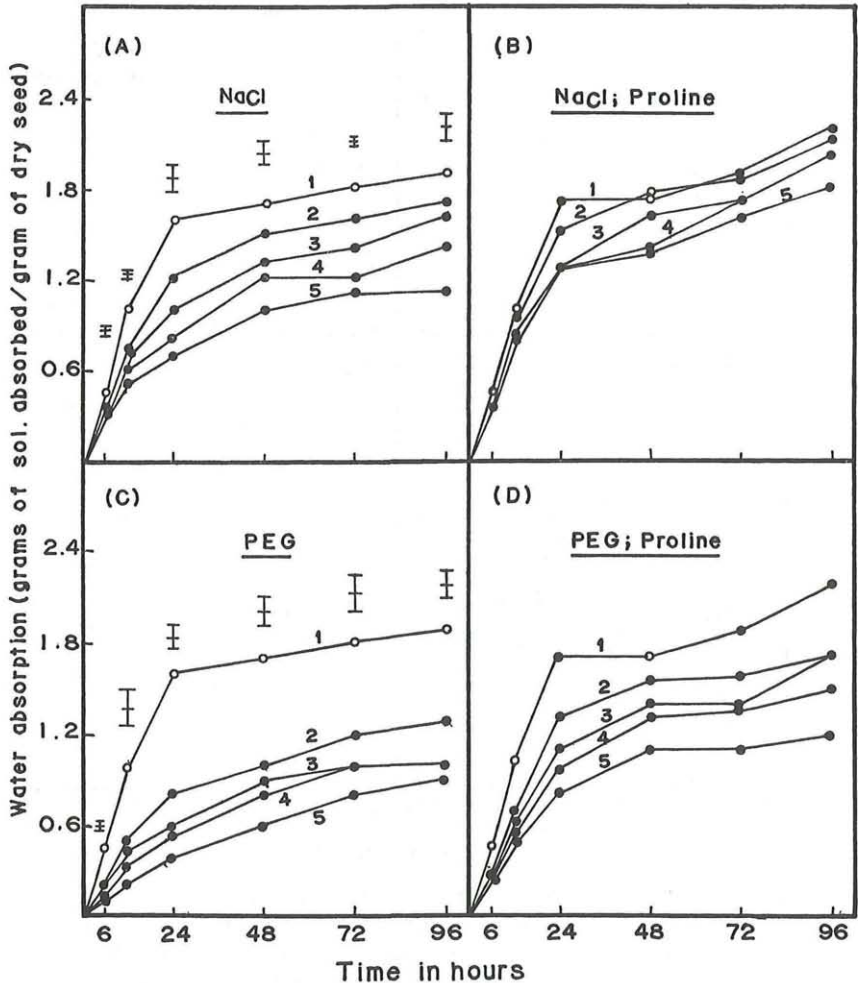 Water absorption (grams of sol. absorbed/gram of dry seed)
(A)
NaCl
2.4
1.8
1.2
0.6
1
2
3
4
5
(B)
NaCl; Proline
1
2
3
4
5
(C)
PEG
2.4
1.8
1.2
0.6
1
2
3
4
5
6 24 48 72 96
(D)
PEG; Proline
1
2
3
4
5
6 24 48 72 96
Time in hours